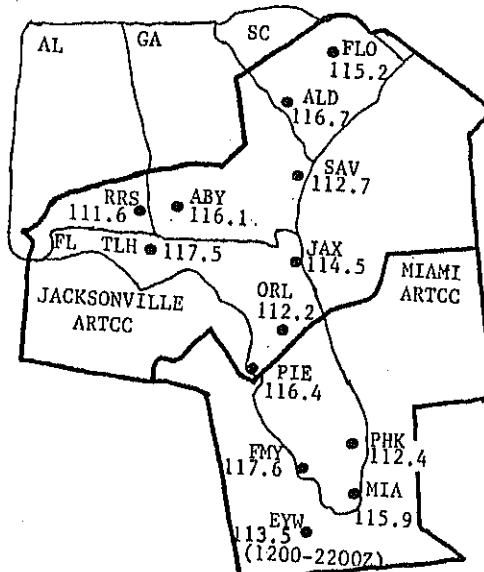 AL
GA
SC
FLO
115.2
ALD
116.7
SAV
112.7
RRS
111.6
ABY
116.1
FL
TLH
117.5
JAX
114.5
MIAMI
ARTCC
JACKSONVILLE
ARTCC
ORL
112.2
PIE
116.4
PHK
112.4
FMY
117.6
MIA
115.9
EYW
113.5
(1200-2200Z)